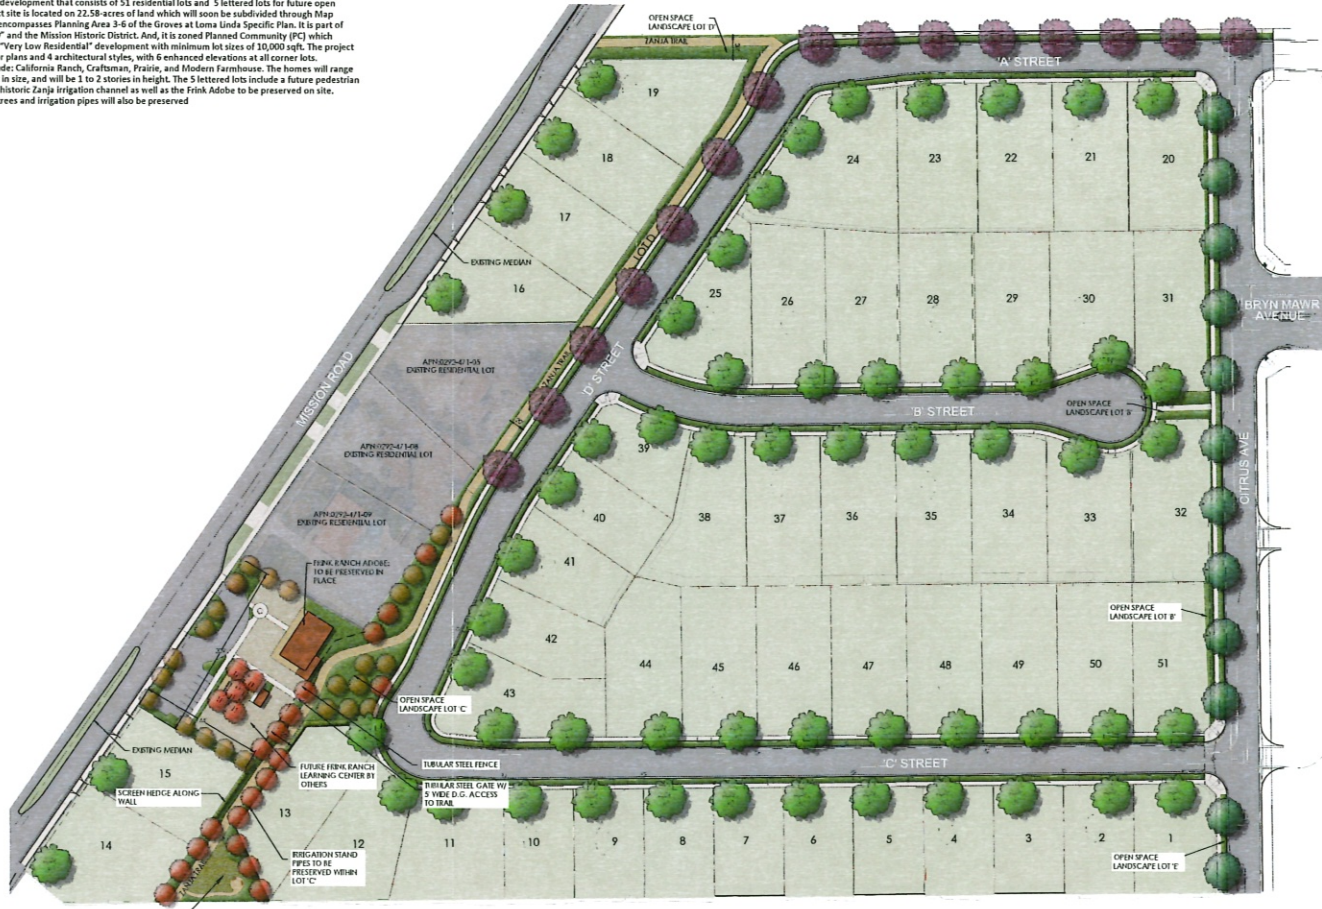 development that consists of 51 residential lots and 5 lettered lots for future open
t site is located on 22.58-acres of land which will soon be subdivided through Map
encompasses Planning Area 3-6 of the Groves at Loma Linda Specific Plan. It is part of
" and the Mission Historic District. And, it is zoned Planned Community (PC) which
"Very Low Residential" development with minimum lot sizes of 10,000 sqft. The project
r plans and 4 architectural styles, with 6 enhanced elevations at all corner lots.
de: California Ranch, Craftsman, Prairie, and Modern Farmhouse. The homes will range
in size, and will be 1 to 2 stories in height. The 5 lettered lots include a future pedestrian
historic Zanja irrigation channel as well as the Frink Adobe to be preserved on site.
rees and irrigation pipes will also be preserved
OPEN SPACE
LANDSCAPE LOT 'D'
ZANJA TRAIL
'A' STREET
19
18
17
16
24
23
22
21
20
EXISTING MEDIAN
LOT D
25
26
27
28
29
30
31
BRYN MAWR
AVENUE
MISSION ROAD
EXISTING RESIDENTIAL LOT
ZANJA TRAIL
'D' STREET
'B' STREET
OPEN SPACE
LANDSCAPE LOT 'B'
CITRUS AVE
EXISTING RESIDENTIAL LOT
39
40
38
37
36
35
34
33
32
EXISTING RESIDENTIAL LOT
41
FRINK RANCH ADOBE:
TO BE PRESERVED IN
PLACE
42
43
44
45
46
47
48
49
50
51
OPEN SPACE
LANDSCAPE LOT 'B'
OPEN SPACE
LANDSCAPE LOT 'C'
EXISTING MEDIAN
TUBULAR STEEL FENCE
'C' STREET
FUTURE FRINK RANCH
LEARNING CENTER BY
OTHERS
TUBULAR STEEL GATE W/
5' WIDE D.G. ACCESS
TO TRAIL
15
SCREEN HEDGE ALONG
WALL
14
13
12
11
10
9
8
7
6
5
4
3
2
1
IRRIGATION STAND
PIPES TO BE
PRESERVED WITHIN
LOT 'C'
OPEN SPACE
LANDSCAPE LOT 'E'